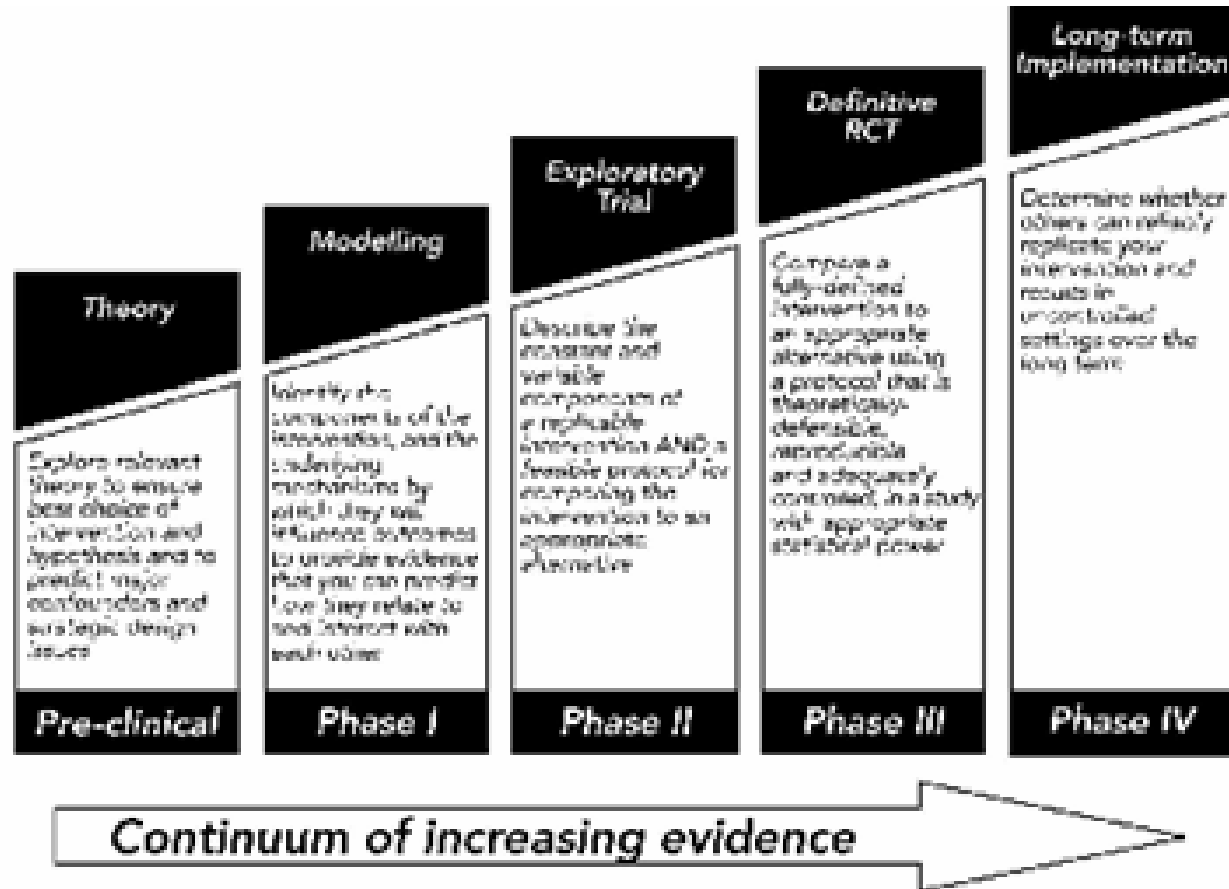 Theory
Explore relevant
theory to ensure
best choice of
intervention and
hypothesis and to
predict major
confounders and
strategic design
issues
Pre-clinical
Modelling
Identify the
components of the
intervention, and the
underlying
mechanisms by
which they will
influence outcomes
to provide evidence
that you can predict
how they relate to
and interact with
each other
Phase I
Exploratory
Trial
Describe the
constant and
variable
components of
a replicable
intervention AND a
feasible protocol for
comparing the
intervention to an
appropriate
alternative
Phase II
Definitive
RCT
Compare a
fully-defined
intervention to
an appropriate
alternative using
a protocol that is
theoretically-
defensible,
reproducible
and adequately
controlled, in a study
with appropriate
statistical power
Phase III
Long-term
Implementation
Determine whether
others can reliably
replicate your
intervention and
results in
uncontrolled
settings over the
long term
Phase IV
Continuum of increasing evidence